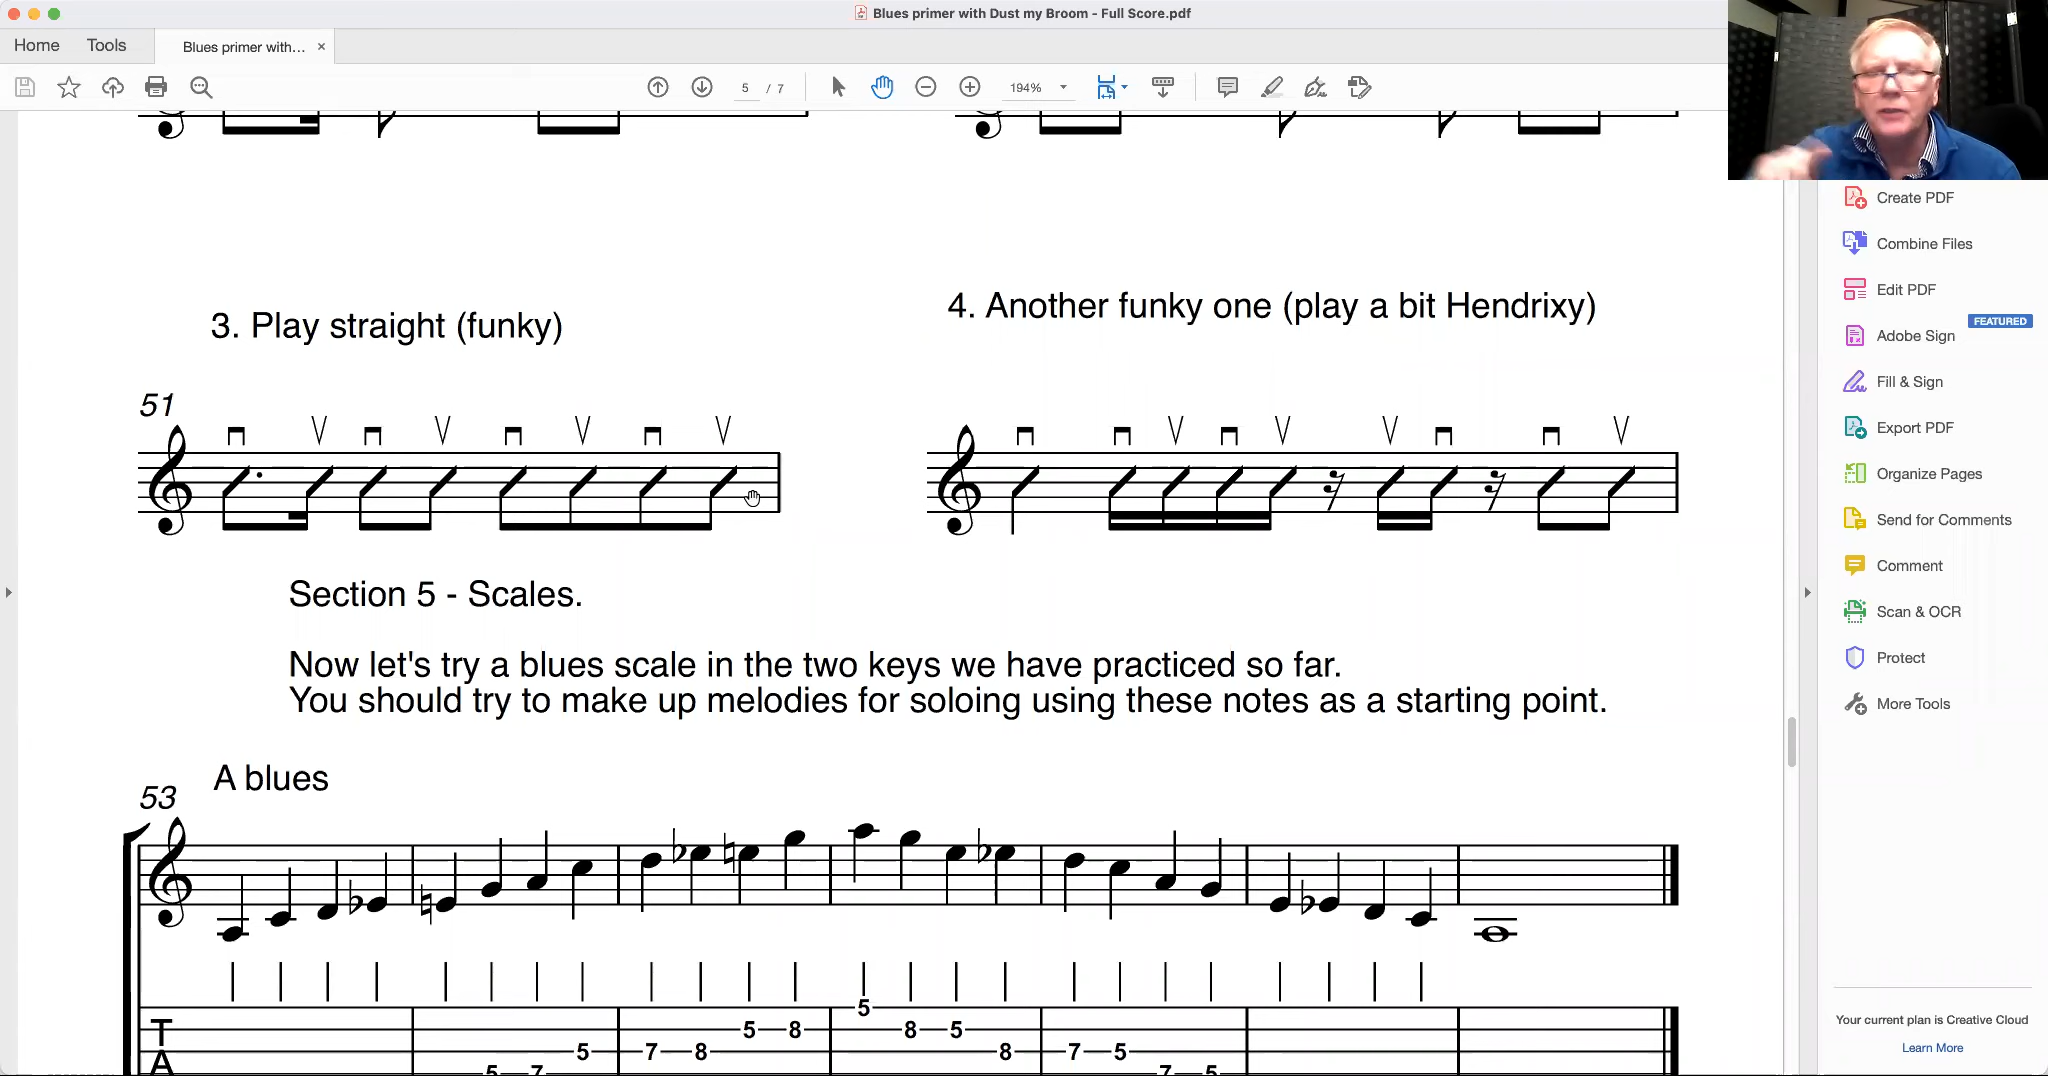 Blues primer with Dust my Broom - Full Score.pdf
Home Tools Blues primer with... ×
5 / 7 194%
3. Play straight (funky)
4. Another funky one (play a bit Hendrixy)
51
Section 5 - Scales.
Now let's try a blues scale in the two keys we have practiced so far.
You should try to make up melodies for soloing using these notes as a starting point.
A blues
53
5
T 5 8 8 5
A 5 7 8 8 7 5
5 7 7 5
Create PDF
Combine Files
Edit PDF
FEATURED
Adobe Sign
Fill & Sign
Export PDF
Organize Pages
Send for Comments
Comment
Scan & OCR
Protect
More Tools
Your current plan is Creative Cloud
Learn More